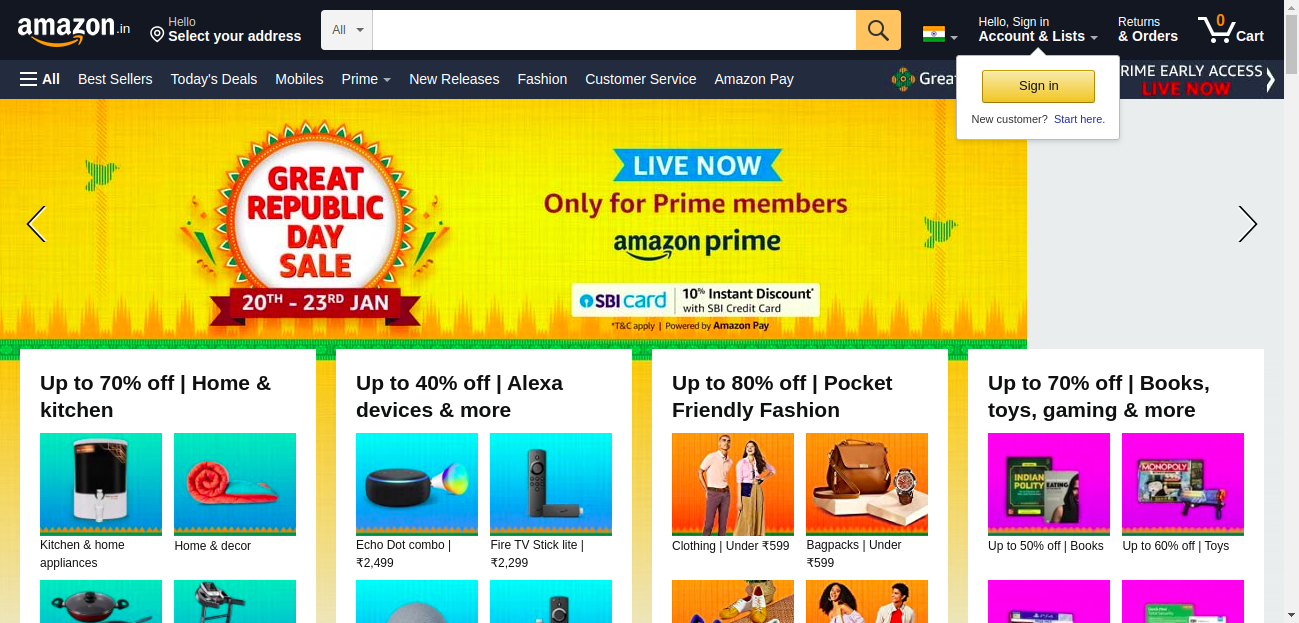 amazon.in
Hello
Select your address
All
0
Hello, Sign in
Account & Lists
Returns
& Orders
Cart
All
Best Sellers
Today's Deals
Mobiles
Prime
New Releases
Fashion
Customer Service
Amazon Pay
Great
RIME EARLY ACCESS
LIVE NOW
Sign in
New customer? Start here.
GREAT
REPUBLIC
DAY
SALE
20TH - 23RD JAN
LIVE NOW
Only for Prime members
amazon prime
SBI card
10% Instant Discount*
with SBI Credit Card
*T&C apply | Powered by Amazon Pay
Up to 70% off | Home &
kitchen
Kitchen & home
appliances
Home & decor
Up to 40% off | Alexa
devices & more
Echo Dot combo |
₹2,499
Fire TV Stick lite |
₹2,299
Up to 80% off | Pocket
Friendly Fashion
Clothing | Under ₹599
Bagpacks | Under
₹599
Up to 70% off | Books,
toys, gaming & more
INDIAN
POLITY
EATING
MONOPOLY
Up to 50% off | Books
Up to 60% off | Toys